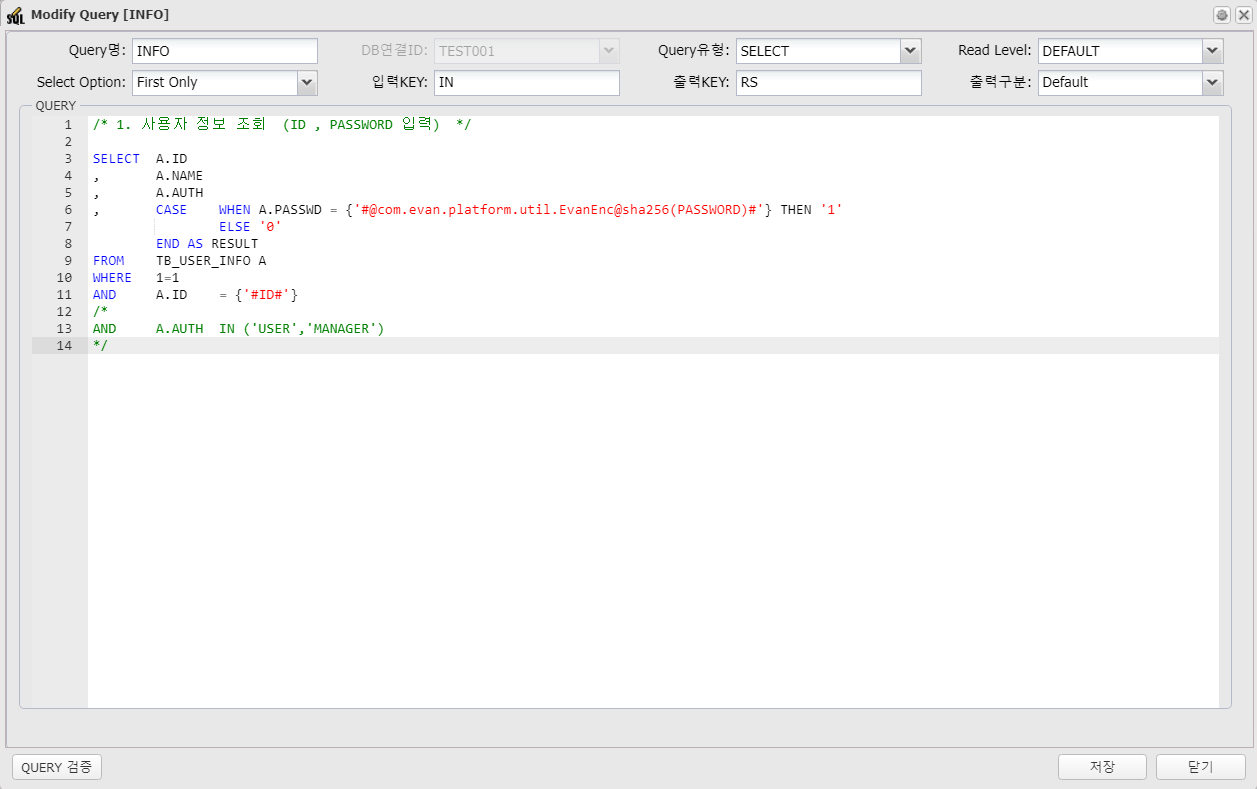 SQL Modify Query [INFO]
Query명: INFO DB연결ID: TEST001 Query유형: SELECT Read Level: DEFAULT
Select Option: First Only 입력KEY: IN 출력KEY: RS 출력구분: Default
QUERY
1 /* 1. 사용자 정보 조회  (ID , PASSWORD 입력)  */
2
3 SELECT  A.ID
4 ,       A.NAME
5 ,       A.AUTH
6 ,       CASE    WHEN A.PASSWD = {'#@com.evan.platform.util.EvanEnc@sha256(PASSWORD)#'} THEN '1'
7                 ELSE '0'
8         END AS RESULT
9 FROM    TB_USER_INFO A
10 WHERE   1=1
11 AND     A.ID    = {'#ID#'}
12 /*
13 AND     A.AUTH  IN ('USER','MANAGER')
14 */
QUERY 검증 저장 닫기